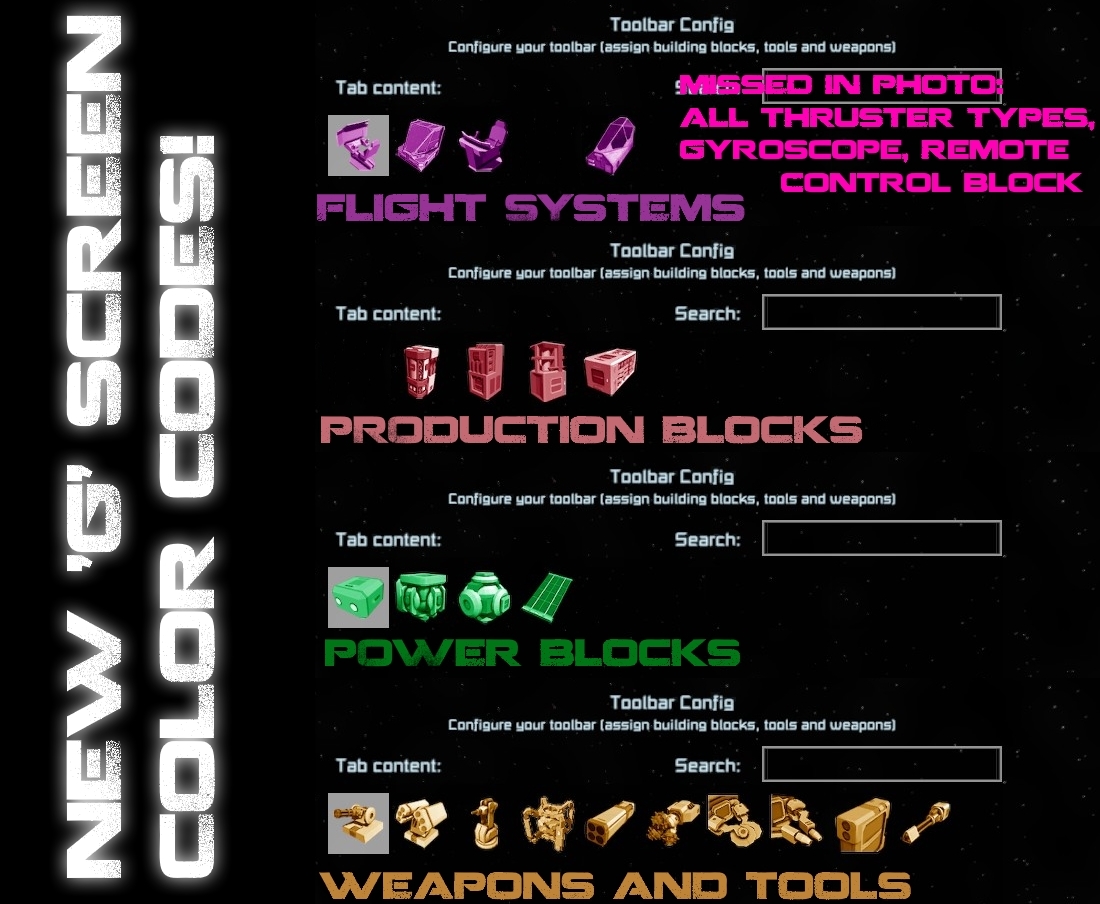 NEW 'G' SCREEN
COLOR CODES!
Toolbar Config
Configure your toolbar (assign building blocks, tools and weapons)
Tab content:
MISSED IN PHOTO:
ALL THRUSTER TYPES,
GYROSCOPE, REMOTE
CONTROL BLOCK
FLIGHT SYSTEMS
Toolbar Config
Configure your toolbar (assign building blocks, tools and weapons)
Tab content: Search:
PRODUCTION BLOCKS
Toolbar Config
Configure your toolbar (assign building blocks, tools and weapons)
Tab content: Search:
POWER BLOCKS
Toolbar Config
Configure your toolbar (assign building blocks, tools and weapons)
Tab content: Search:
WEAPONS AND TOOLS